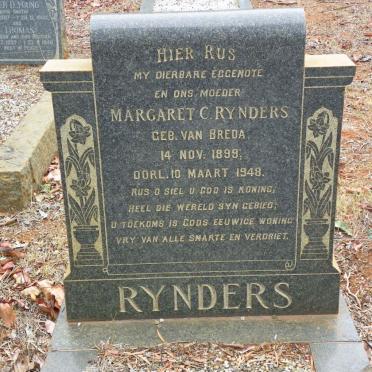 HIER RUS
MY DIERBARE EGGENOTE
EN ONS MOEDER
MARGARET C. RYNDERS
GEB. VAN BREDA
14 NOV. 1899,
OORL. 10 MAART 1948.
RUS O SIEL U GOD IS KONING,
HEEL DIE WERELD SYN GEBIED;
U TOEKOMS IS GODS EEUWIGE WONING
VRY VAN ALLE SMARTE EN VERDRIET.
RYNDERS
THOMAS